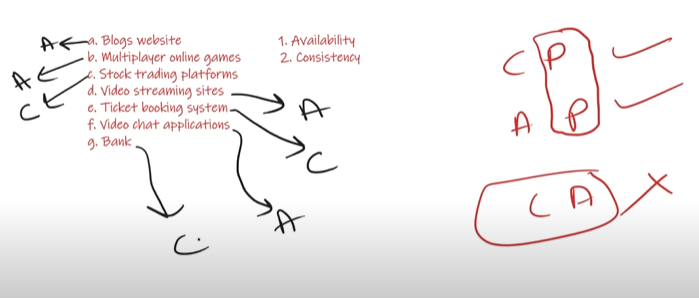 A a. Blogs website
A b. Multiplayer online games
C c. Stock trading platforms
d. Video streaming sites A
e. Ticket booking system C
f. Video chat applications A
g. Bank C
1. Availability
2. Consistency
C P
A P
C A